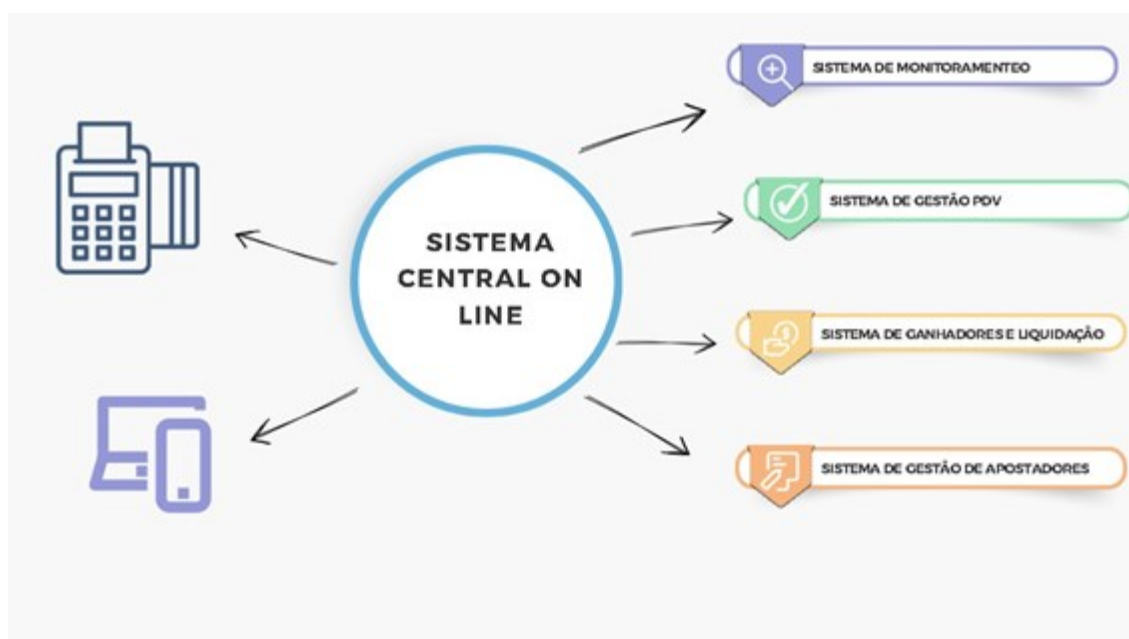 SISTEMA DE MONITORAMENTEO
SISTEMA DE GESTÃO PDV
SISTEMA
CENTRAL ON
LINE
SISTEMA DE GANHADORES E LIQUIDAÇÃO
SISTEMA DE GESTÃO DE APOSTADORES